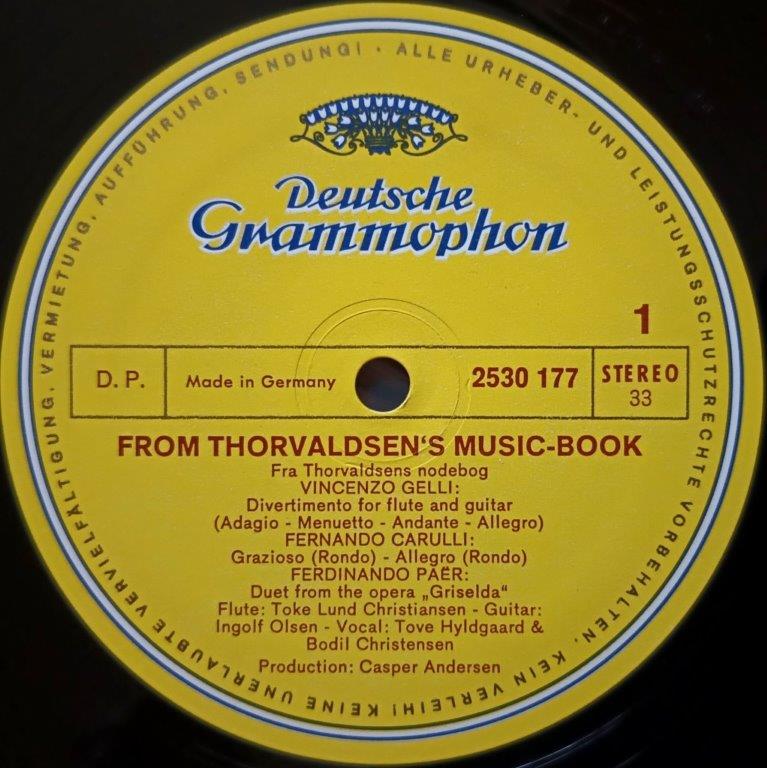 ALLE URHEBER- UND LEISTUNGSSCHUTZRECHTE VORBEHALTEN, KEIN VERLEIH! KEINE UNERLAUBTE VERVIELFÄLTIGUNG, VERMIETUNG, AUFFÜHRUNG, SENDUNG! ·
Deutsche
Grammophon
1
D. P.
Made in Germany
2530 177
STEREO
33
FROM THORVALDSEN'S MUSIC-BOOK
Fra Thorvaldsens nodebog
VINCENZO GELLI:
Divertimento for flute and guitar
(Adagio - Menuetto - Andante - Allegro)
FERNANDO CARULLI:
Grazioso (Rondo) - Allegro (Rondo)
FERDINANDO PAËR:
Duet from the opera „Griselda“
Flute: Toke Lund Christiansen - Guitar:
Ingolf Olsen - Vocal: Tove Hyldgaard &
Bodil Christensen
Production: Casper Andersen